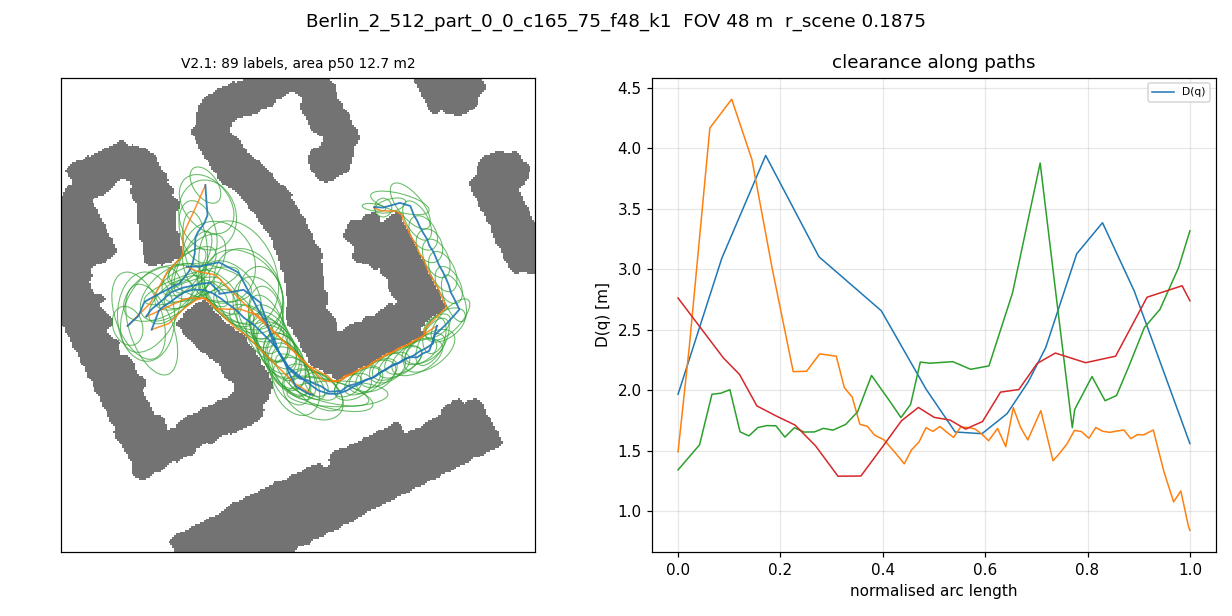 Berlin_2_512_part_0_0_c165_75_f48_k1  FOV 48 m  r_scene 0.1875
V2.1: 89 labels, area p50 12.7 m2
clearance along paths
D(q)
4.5
4.0
3.5
3.0
2.5
2.0
1.5
1.0
D(q) [m]
0.0 0.2 0.4 0.6 0.8 1.0
normalised arc length